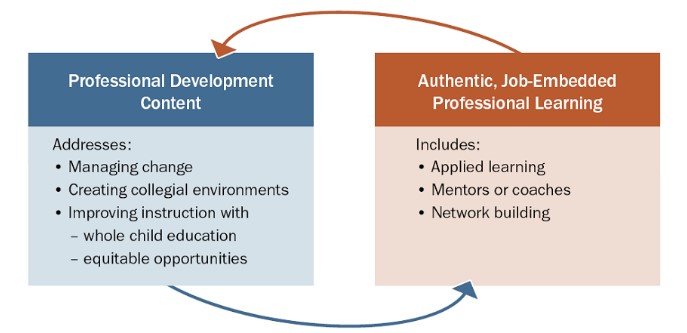 Professional Development
Content
Addresses:
• Managing change
• Creating collegial environments
• Improving instruction with
– whole child education
– equitable opportunities
Authentic, Job-Embedded
Professional Learning
Includes:
• Applied learning
• Mentors or coaches
• Network building